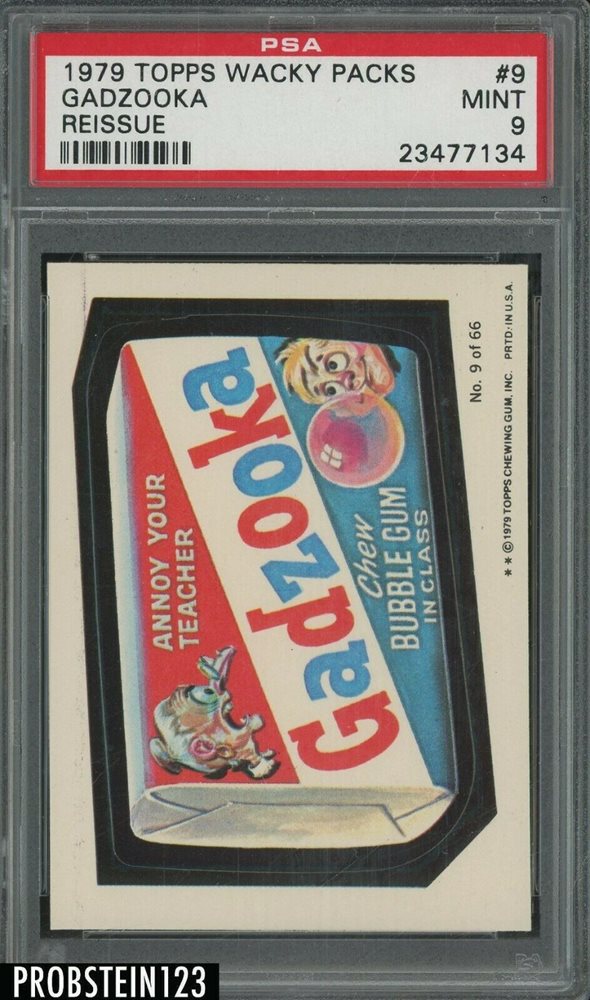 PSA
1979 TOPPS WACKY PACKS #9
GADZOOKA MINT
REISSUE 9
23477134
ANNOY YOUR
TEACHER
Gadzooka
Chew
BUBBLE GUM
IN CLASS
No. 9 of 66
** ©1979 TOPPS CHEWING GUM, INC. PRTD. IN U.S.A.
PROBSTEIN123